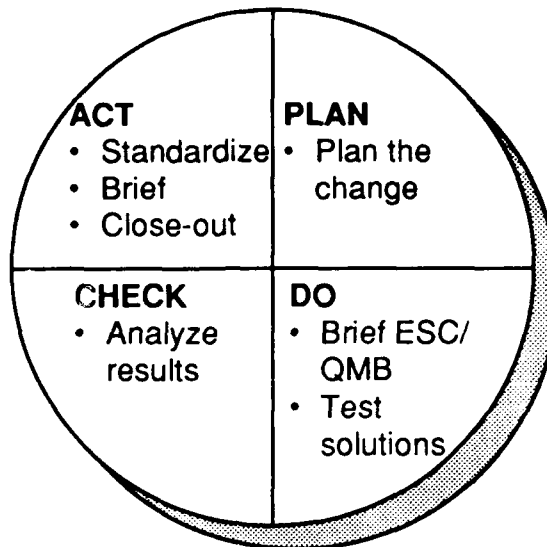 ACT
• Standardize
• Brief
• Close-out
PLAN
• Plan the
change
CHECK
• Analyze
results
DO
• Brief ESC/
QMB
• Test
solutions